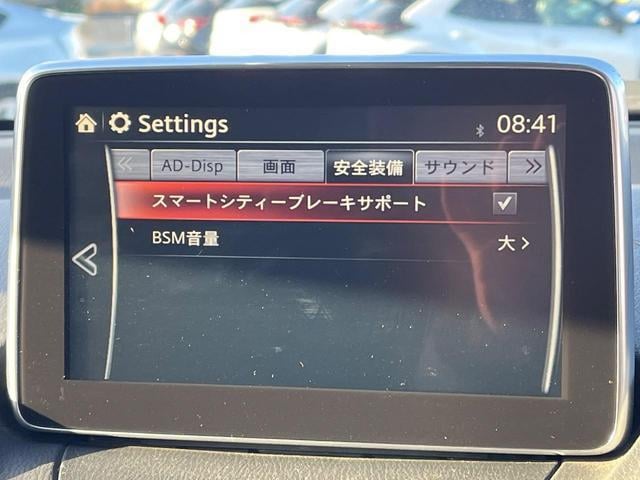 Settings 08:41
AD-Disp 画面 安全装備 サウンド
スマートシティーブレーキサポート
BSM音量 大